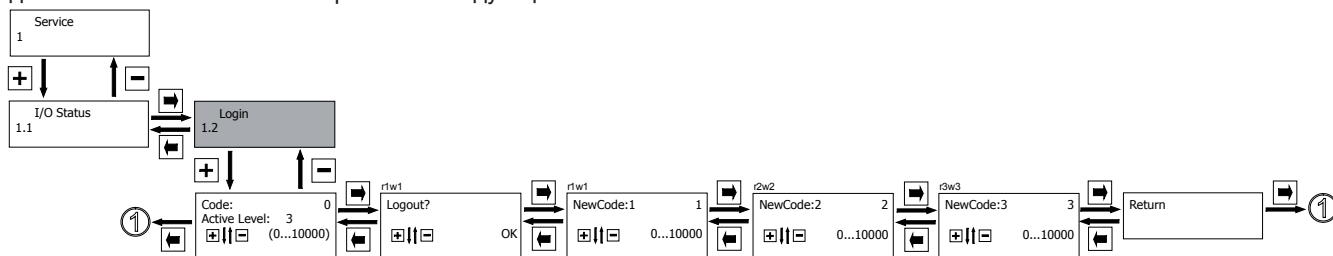 Service
1
+
−
I/O Status
1.1
Login
1.2
+
−
r1w1
r1w1
r2w2
r3w3
Code: 0
Active Level: 3
+ − (0...10000)
Logout?
+ − OK
NewCode:1 1
+ − 0...10000
NewCode:2 2
+ − 0...10000
NewCode:3 3
+ − 0...10000
Return
1
1